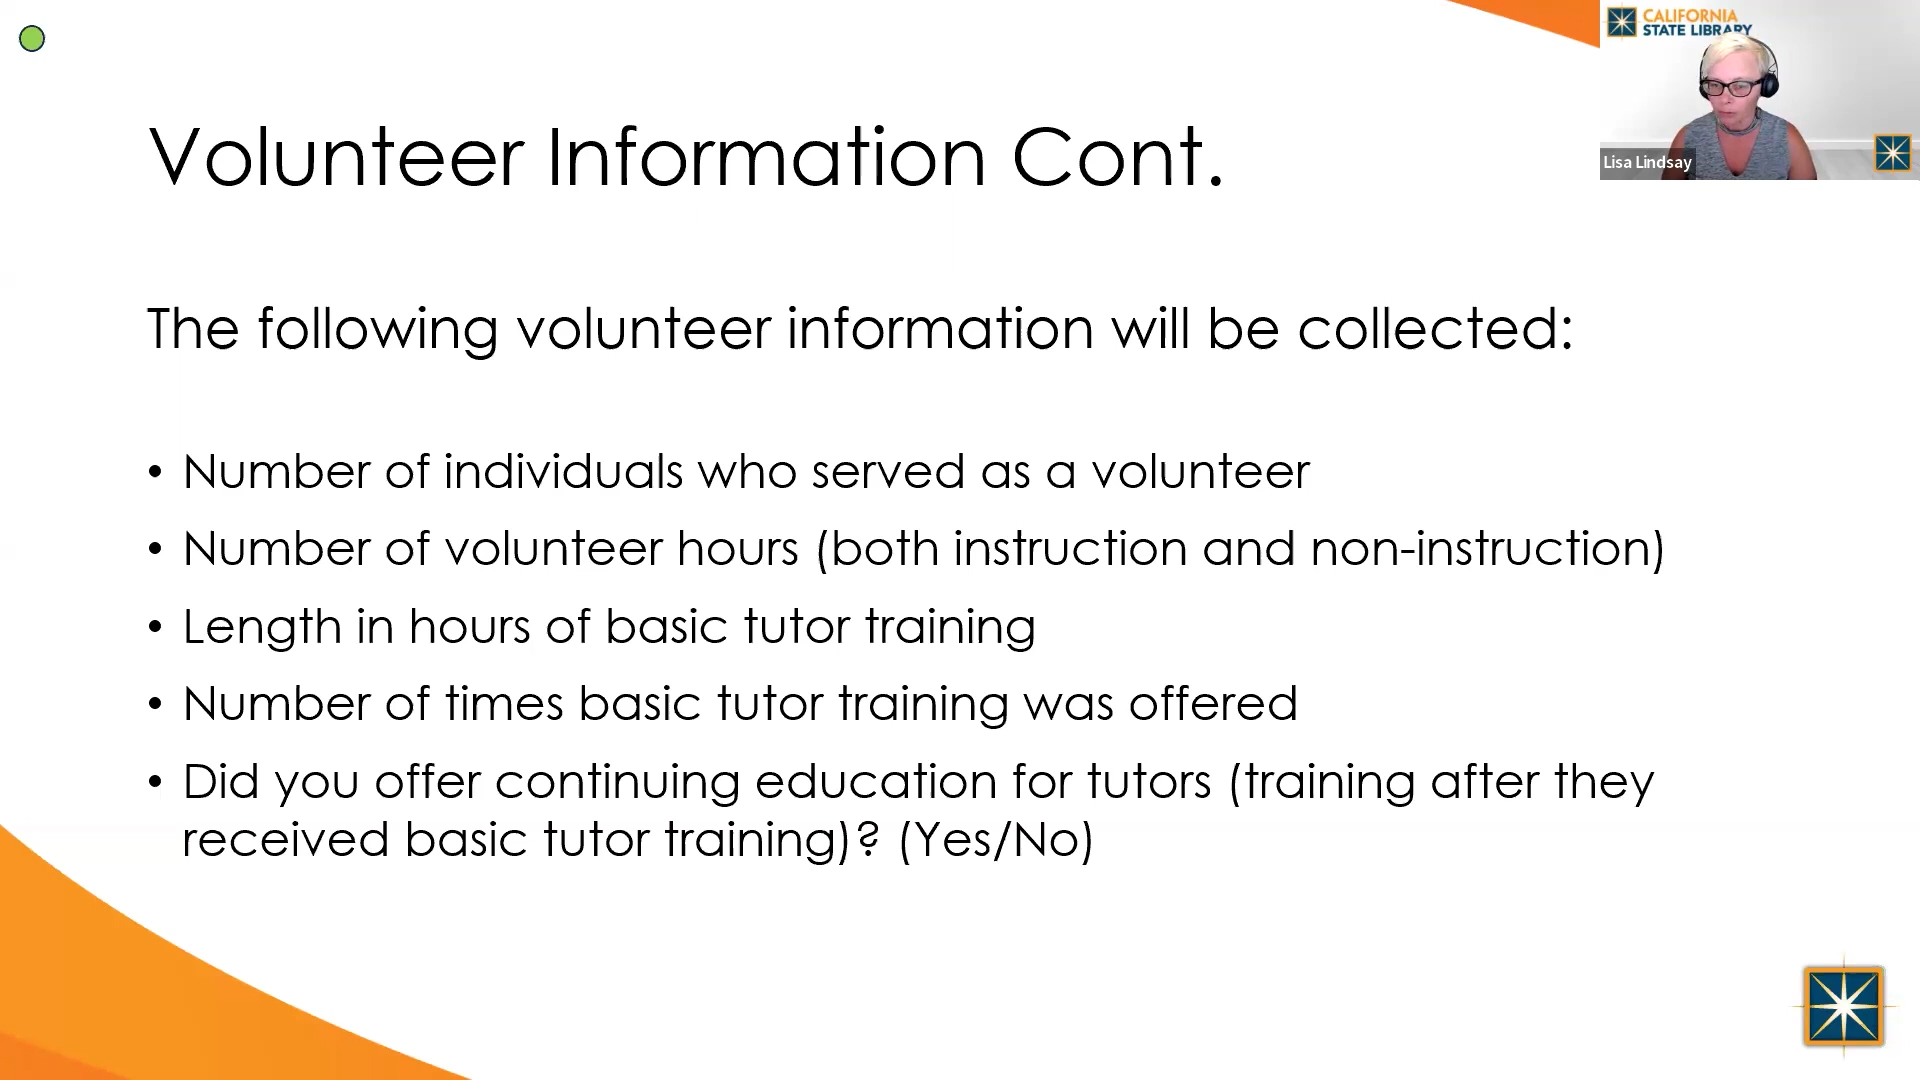 CALIFORNIA
STATE LIBRARY
Lisa Lindsay
Volunteer Information Cont.
The following volunteer information will be collected:
• Number of individuals who served as a volunteer
• Number of volunteer hours (both instruction and non-instruction)
• Length in hours of basic tutor training
• Number of times basic tutor training was offered
• Did you offer continuing education for tutors (training after they
received basic tutor training)? (Yes/No)